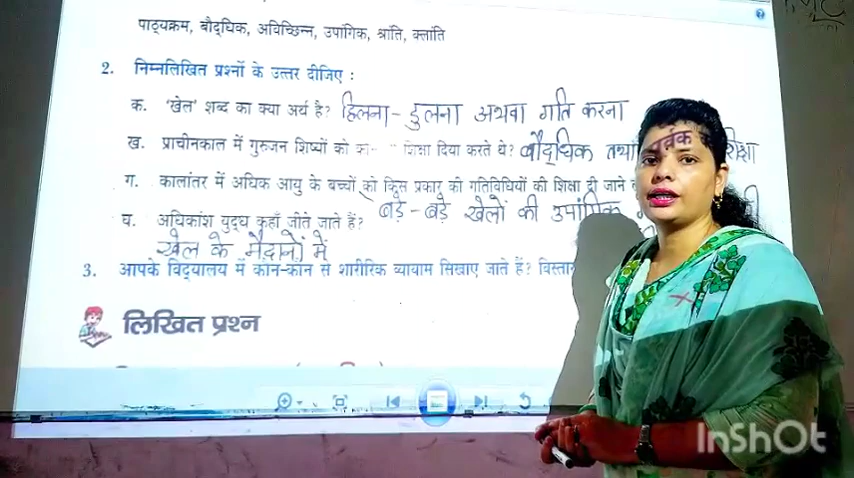 पाठ्यक्रम, बौद्धिक, अविच्छिन्न, उपांगिक, श्रांति, क्लांति
2. निम्नलिखित प्रश्नों के उत्तर दीजिए :
क. 'खेल' शब्द का क्या अर्थ है? हिलना - डुलना अथवा गति करना
ख. प्राचीनकाल में गुरुजन शिष्यों को शिक्षा दिया करते थे? बौद्धिक तथा
ग. कालांतर में अधिक आयु के बच्चों को किस प्रकार की गतिविधियों की शिक्षा दी जाने
बड़े - बड़े खेलों की उपांगिक
घ. अधिकांश युद्ध कहाँ जीते जाते हैं?
खेल के मैदानों में
3. आपके विद्यालय में कौन-कौन से शारीरिक व्यायाम सिखाए जाते हैं?
लिखित प्रश्न
InShOt